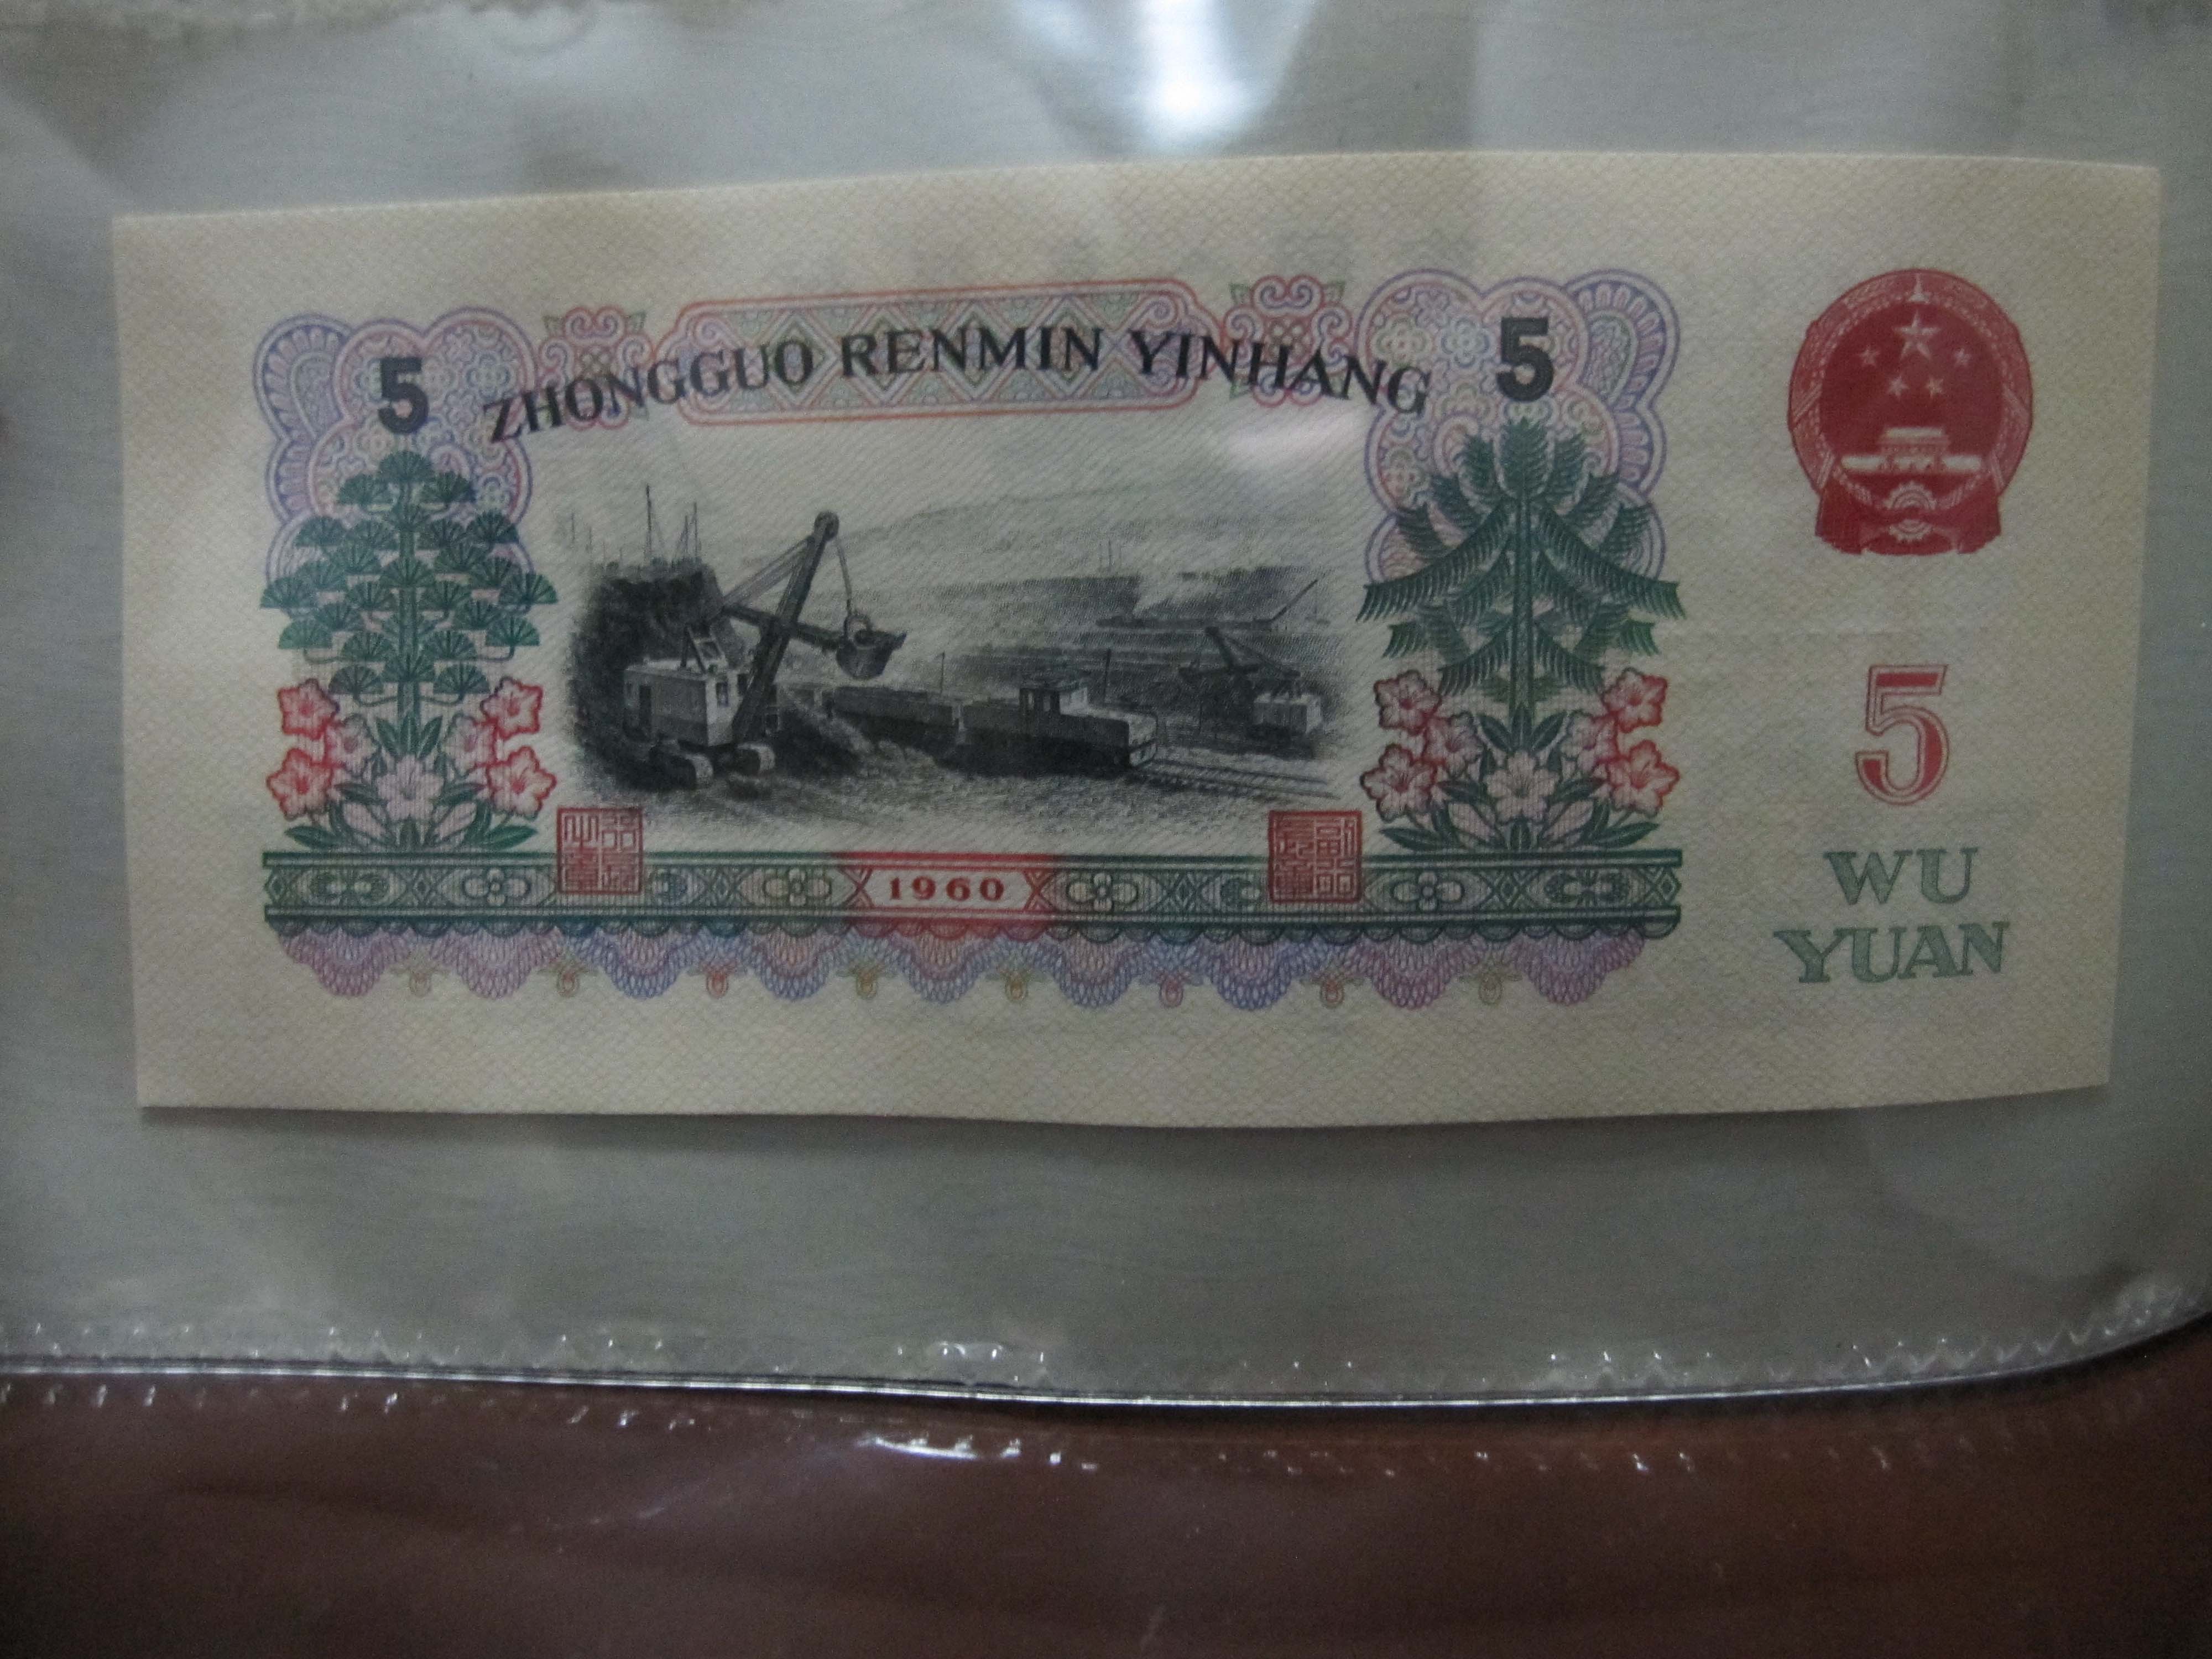 5 ZHONGGUO RENMIN YINHANG 5
5
WU
YUAN
1960